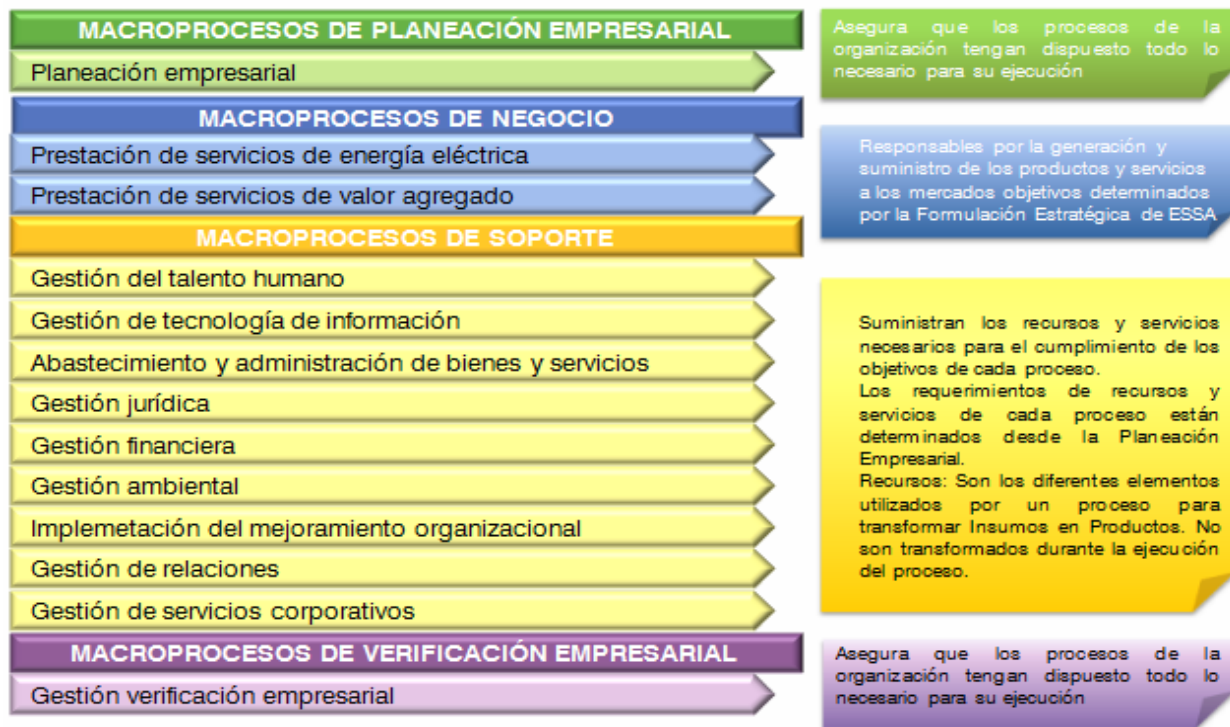 MACROPROCESOS DE PLANEACIÓN EMPRESARIAL
Planeación empresarial
Asegura que los procesos de la
organización tengan dispuesto todo lo
necesario para su ejecución
MACROPROCESOS DE NEGOCIO
Prestación de servicios de energía eléctrica
Prestación de servicios de valor agregado
Responsables por la generación y
suministro de los productos y servicios
a los mercados objetivos determinados
por la Formulación Estratégica de ESSA
MACROPROCESOS DE SOPORTE
Gestión del talento humano
Gestión de tecnología de información
Abastecimiento y administración de bienes y servicios
Gestión jurídica
Gestión financiera
Gestión ambiental
Implemetación del mejoramiento organizacional
Gestión de relaciones
Gestión de servicios corporativos
Suministran los recursos y servicios
necesarios para el cumplimiento de los
objetivos de cada proceso.
Los requerimientos de recursos y
servicios de cada proceso están
determinados desde la Planeación
Empresarial.
Recursos: Son los diferentes elementos
utilizados por un proceso para
transformar Insumos en Productos. No
son transformados durante la ejecución
del proceso.
MACROPROCESOS DE VERIFICACIÓN EMPRESARIAL
Gestión verificación empresarial
Asegura que los procesos de la
organización tengan dispuesto todo lo
necesario para su ejecución